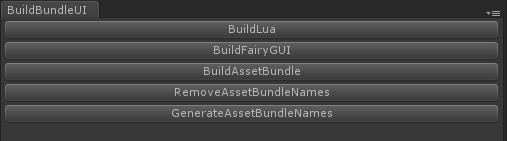 BuildBundleUI
BuildLua
BuildFairyGUI
BuildAssetBundle
RemoveAssetBundleNames
GenerateAssetBundleNames